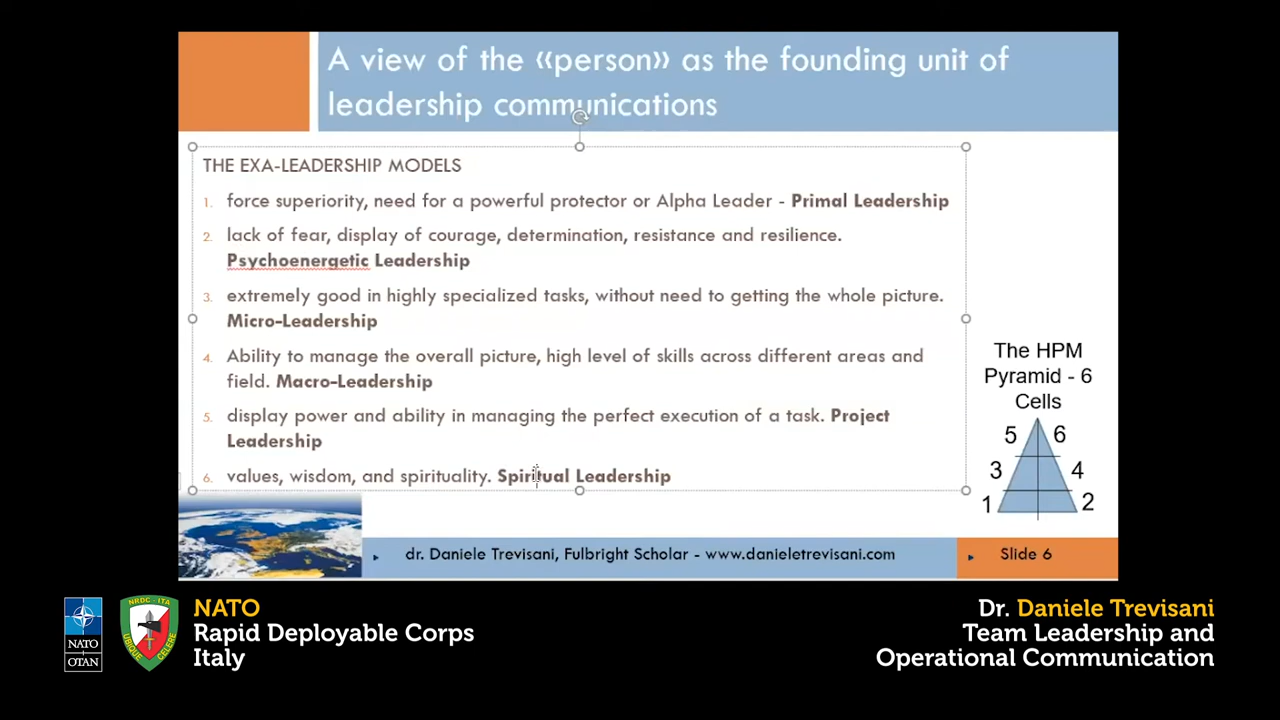 A view of the «person» as the founding unit of
leadership communications
THE EXA-LEADERSHIP MODELS
1. force superiority, need for a powerful protector or Alpha Leader - Primal Leadership
2. lack of fear, display of courage, determination, resistance and resilience.
Psychoenergetic Leadership
3. extremely good in highly specialized tasks, without need to getting the whole picture.
Micro-Leadership
4. Ability to manage the overall picture, high level of skills across different areas and
field. Macro-Leadership
5. display power and ability in managing the perfect execution of a task. Project
Leadership
6. values, wisdom, and spirituality. Spiritual Leadership
The HPM
Pyramid - 6
Cells
5 6
3 4
1 2
dr. Daniele Trevisani, Fulbright Scholar - www.danieletrevisani.com
Slide 6
NATO
OTAN
NRDC - ITA
UBIQUE CELERE
NATO
Rapid Deployable Corps
Italy
Dr. Daniele Trevisani
Team Leadership and
Operational Communication